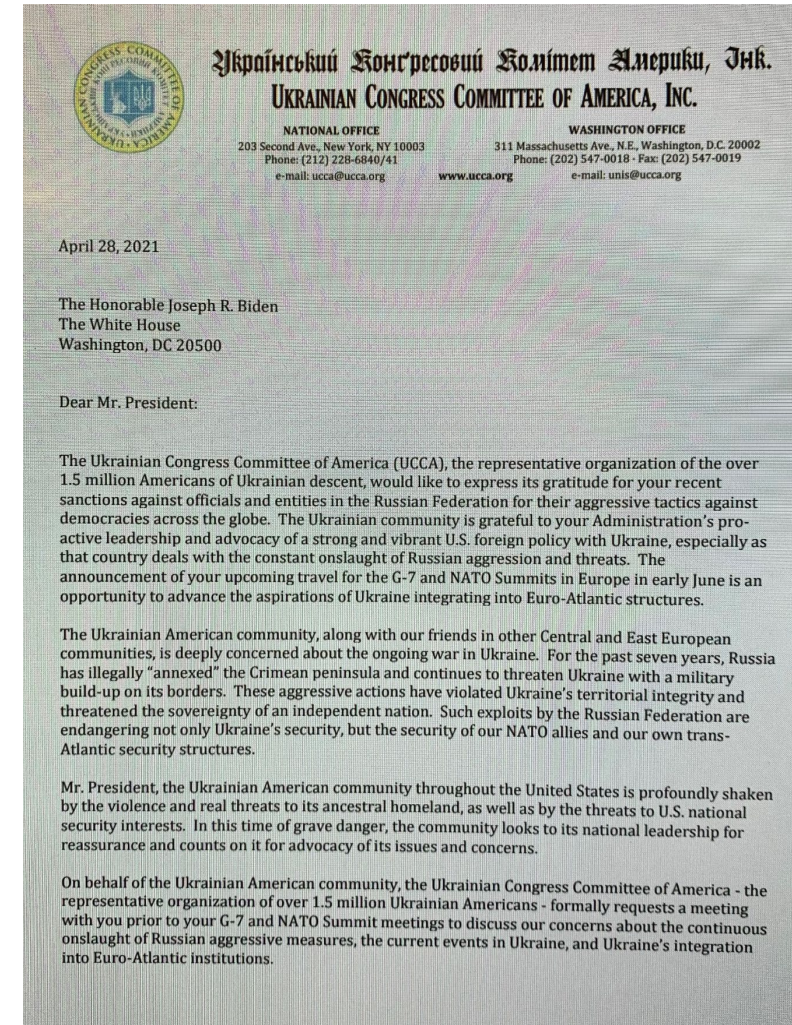 UKRAINIAN CONGRESS COMMITTEE OF AMERICA
УКРАЇНСЬКИЙ КОНГРЕСОВИЙ КОМІТЕТ АМЕРИКИ
Український Конґресовий Комітет Америки, Інк.
UKRAINIAN CONGRESS COMMITTEE OF AMERICA, INC.
NATIONAL OFFICE
203 Second Ave., New York, NY 10003
Phone: (212) 228-6840/41
e-mail: ucca@ucca.org
www.ucca.org
WASHINGTON OFFICE
311 Massachusetts Ave., N.E., Washington, D.C. 20002
Phone: (202) 547-0018 · Fax: (202) 547-0019
e-mail: unis@ucca.org
April 28, 2021
The Honorable Joseph R. Biden
The White House
Washington, DC 20500
Dear Mr. President:
The Ukrainian Congress Committee of America (UCCA), the representative organization of the over
1.5 million Americans of Ukrainian descent, would like to express its gratitude for your recent
sanctions against officials and entities in the Russian Federation for their aggressive tactics against
democracies across the globe. The Ukrainian community is grateful to your Administration's pro-
active leadership and advocacy of a strong and vibrant U.S. foreign policy with Ukraine, especially as
that country deals with the constant onslaught of Russian aggression and threats. The
announcement of your upcoming travel for the G-7 and NATO Summits in Europe in early June is an
opportunity to advance the aspirations of Ukraine integrating into Euro-Atlantic structures.
The Ukrainian American community, along with our friends in other Central and East European
communities, is deeply concerned about the ongoing war in Ukraine. For the past seven years, Russia
has illegally "annexed" the Crimean peninsula and continues to threaten Ukraine with a military
build-up on its borders. These aggressive actions have violated Ukraine's territorial integrity and
threatened the sovereignty of an independent nation. Such exploits by the Russian Federation are
endangering not only Ukraine's security, but the security of our NATO allies and our own trans-
Atlantic security structures.
Mr. President, the Ukrainian American community throughout the United States is profoundly shaken
by the violence and real threats to its ancestral homeland, as well as by the threats to U.S. national
security interests. In this time of grave danger, the community looks to its national leadership for
reassurance and counts on it for advocacy of its issues and concerns.
On behalf of the Ukrainian American community, the Ukrainian Congress Committee of America - the
representative organization of over 1.5 million Ukrainian Americans - formally requests a meeting
with you prior to your G-7 and NATO Summit meetings to discuss our concerns about the continuous
onslaught of Russian aggressive measures, the current events in Ukraine, and Ukraine's integration
into Euro-Atlantic institutions.